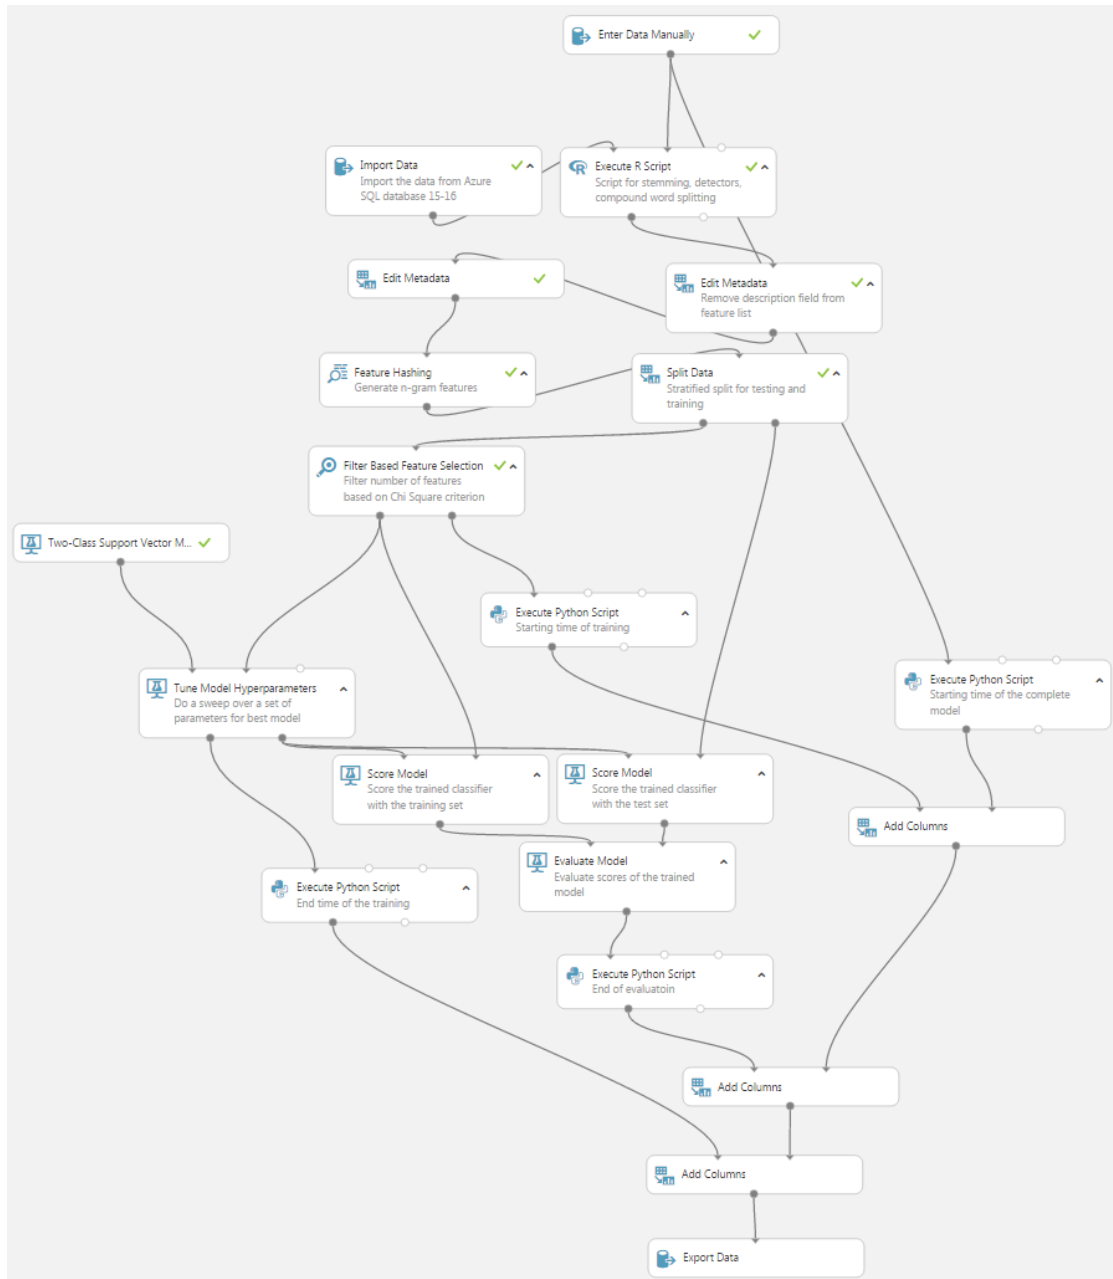 Enter Data Manually
Import Data
Import the data from Azure
SQL database 15-16
Execute R Script
Script for stemming, detectors,
compound word splitting
Edit Metadata
Edit Metadata
Remove description field from
feature list
Feature Hashing
Generate n-gram features
Split Data
Stratified split for testing and
training
Filter Based Feature Selection
Filter number of features
based on Chi Square criterion
Two-Class Support Vector M...
Execute Python Script
Starting time of training
Tune Model Hyperparameters
Do a sweep over a set of
parameters for best model
Execute Python Script
Starting time of the complete
model
Score Model
Score the trained classifier
with the training set
Score Model
Score the trained classifier
with the test set
Add Columns
Execute Python Script
End time of the training
Evaluate Model
Evaluate scores of the trained
model
Execute Python Script
End of evaluatoin
Add Columns
Add Columns
Export Data